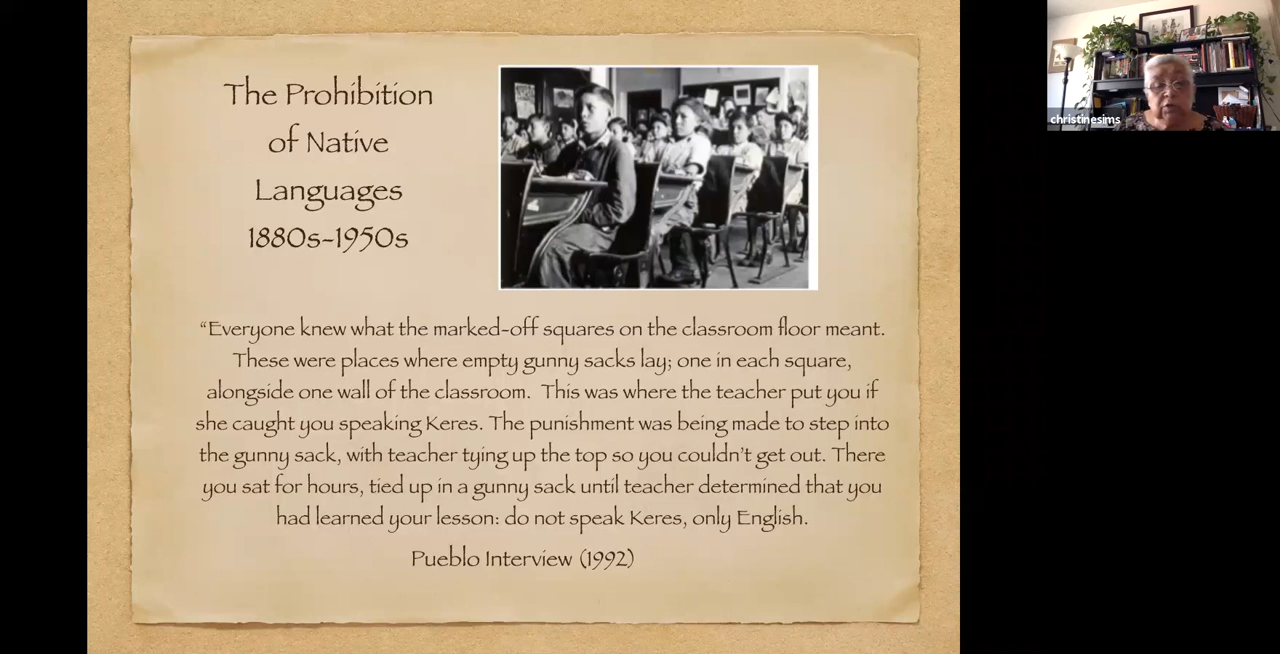 The Prohibition
of Native
Languages
1880s-1950s
“Everyone knew what the marked-off squares on the classroom floor meant.
These were places where empty gunny sacks lay; one in each square,
alongside one wall of the classroom. This was where the teacher put you if
she caught you speaking Keres. The punishment was being made to step into
the gunny sack, with teacher tying up the top so you couldn’t get out. There
you sat for hours, tied up in a gunny sack until teacher determined that you
had learned your lesson: do not speak Keres, only English.
Pueblo Interview (1992)
christinesims